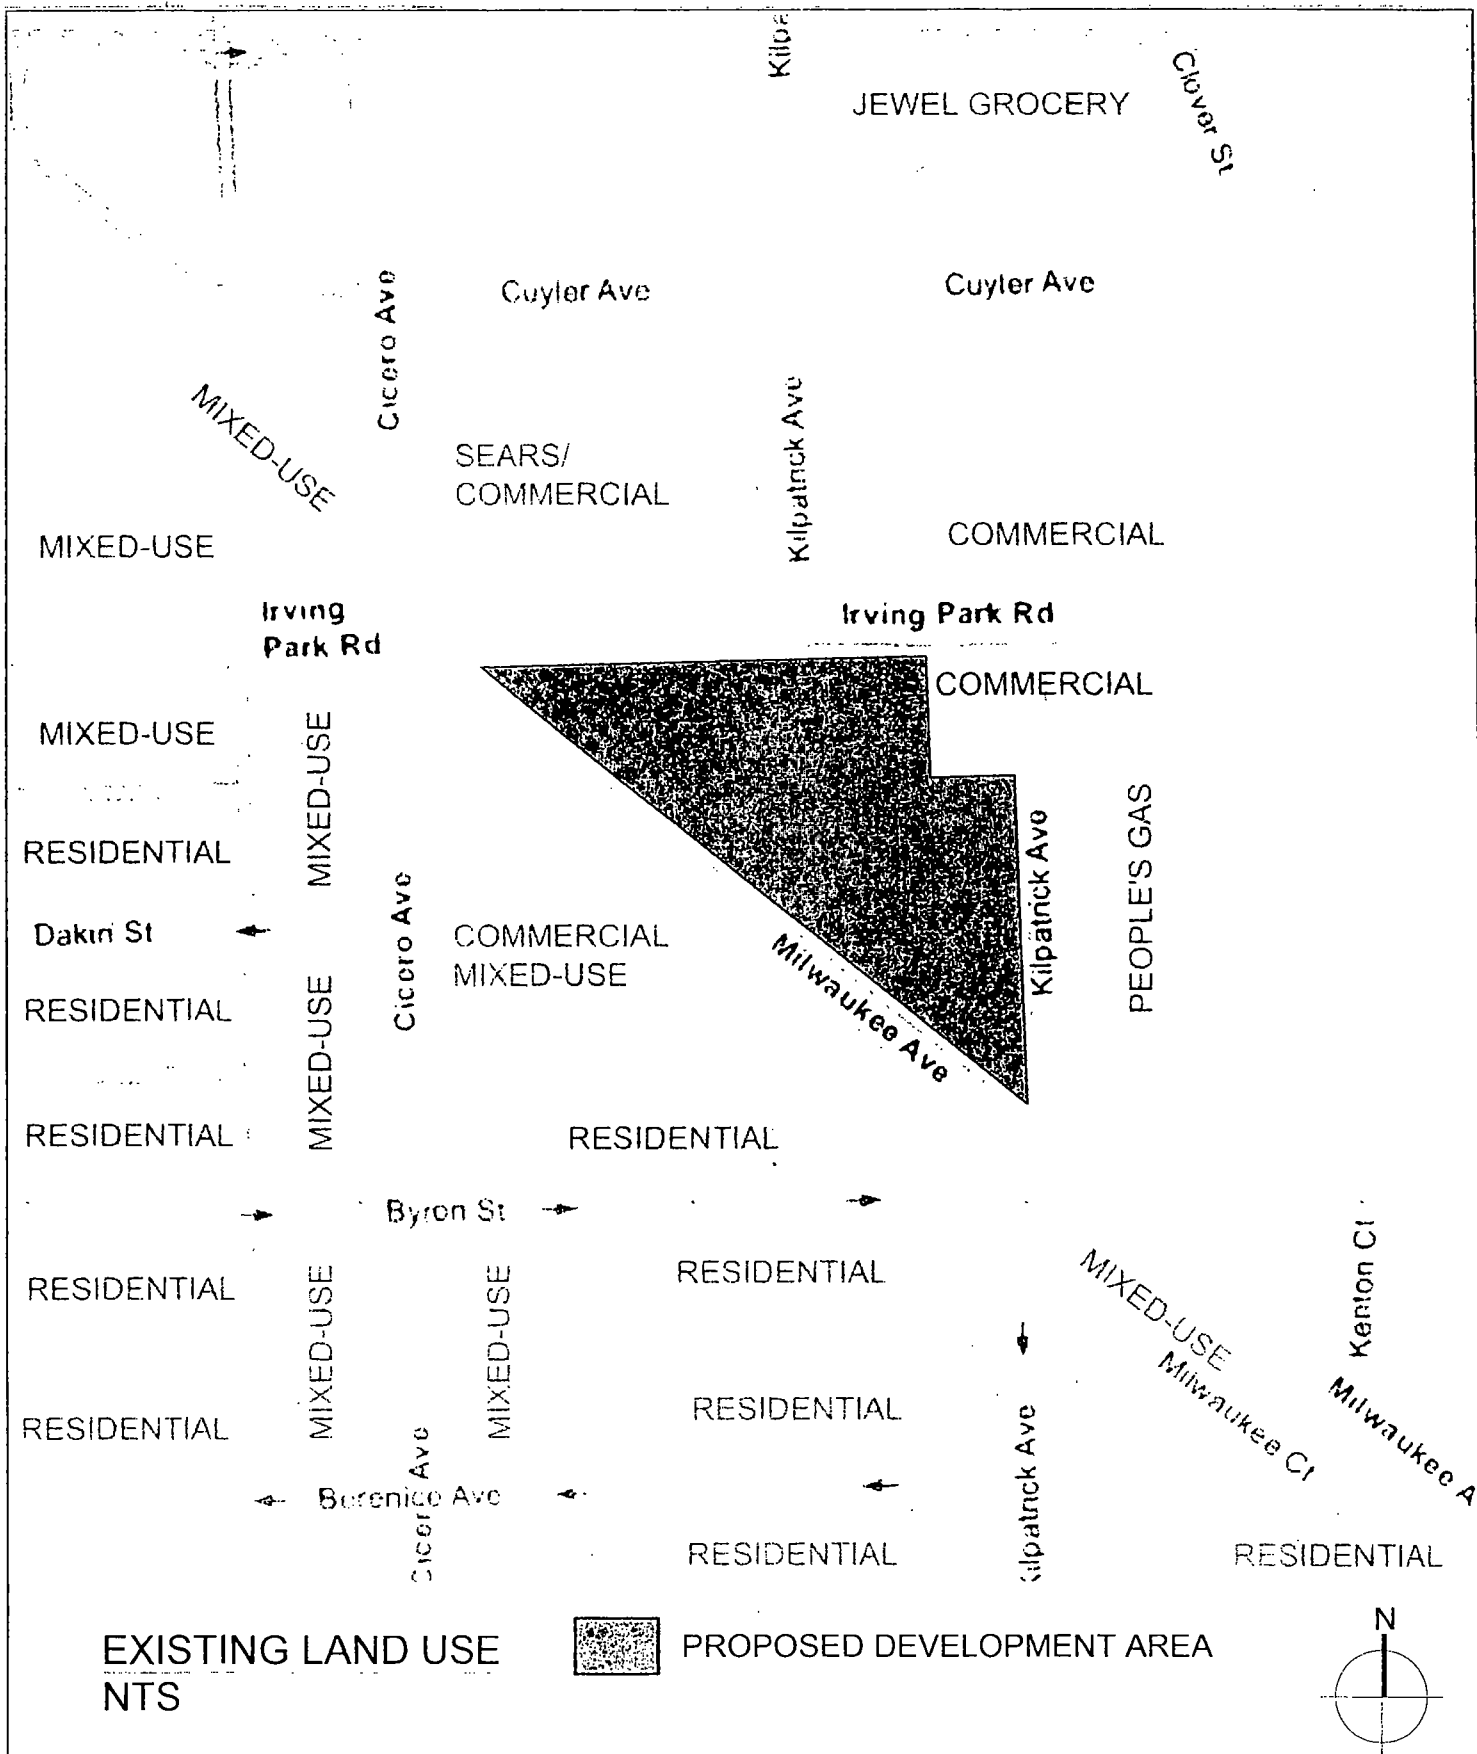 Kilpa
JEWEL GROCERY
Clover St
Cicero Ave
Cuyler Ave
Cuyler Ave
MIXED-USE
SEARS/
COMMERCIAL
Kilpatrick Ave
MIXED-USE
COMMERCIAL
Irving
Park Rd
Irving Park Rd
COMMERCIAL
MIXED-USE
MIXED-USE
RESIDENTIAL
Cicero Ave
Kilpatrick Ave
PEOPLE'S GAS
Dakin St
COMMERCIAL
MIXED-USE
Milwaukee Ave
RESIDENTIAL
MIXED-USE
RESIDENTIAL
RESIDENTIAL
Byron St
RESIDENTIAL
MIXED-USE
MIXED-USE
RESIDENTIAL
MIXED-USE
Kenton Ct
Milwaukee Ct
Milwaukee A
RESIDENTIAL
RESIDENTIAL
Kilpatrick Ave
Cicero Ave
Berenice Ave
RESIDENTIAL
RESIDENTIAL
EXISTING LAND USE
NTS
PROPOSED DEVELOPMENT AREA
N